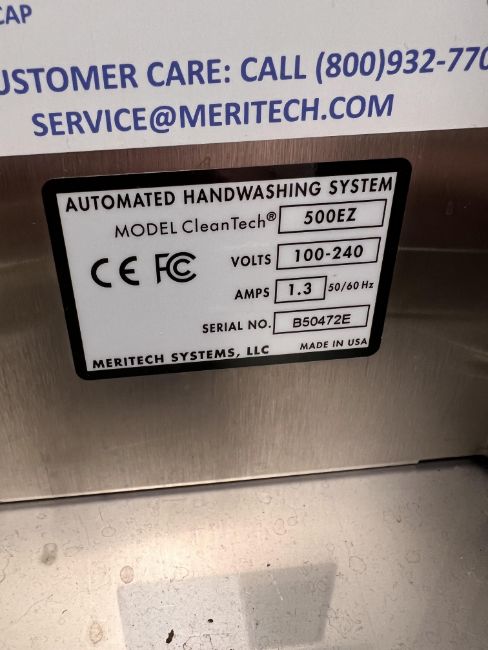 CAP
CUSTOMER CARE: CALL (800)932-770
SERVICE@MERITECH.COM
AUTOMATED HANDWASHING SYSTEM
MODEL CleanTech® 500EZ
CE FC VOLTS 100-240
AMPS 1.3 50/60 Hz
SERIAL NO. B50472E
MERITECH SYSTEMS, LLC MADE IN USA